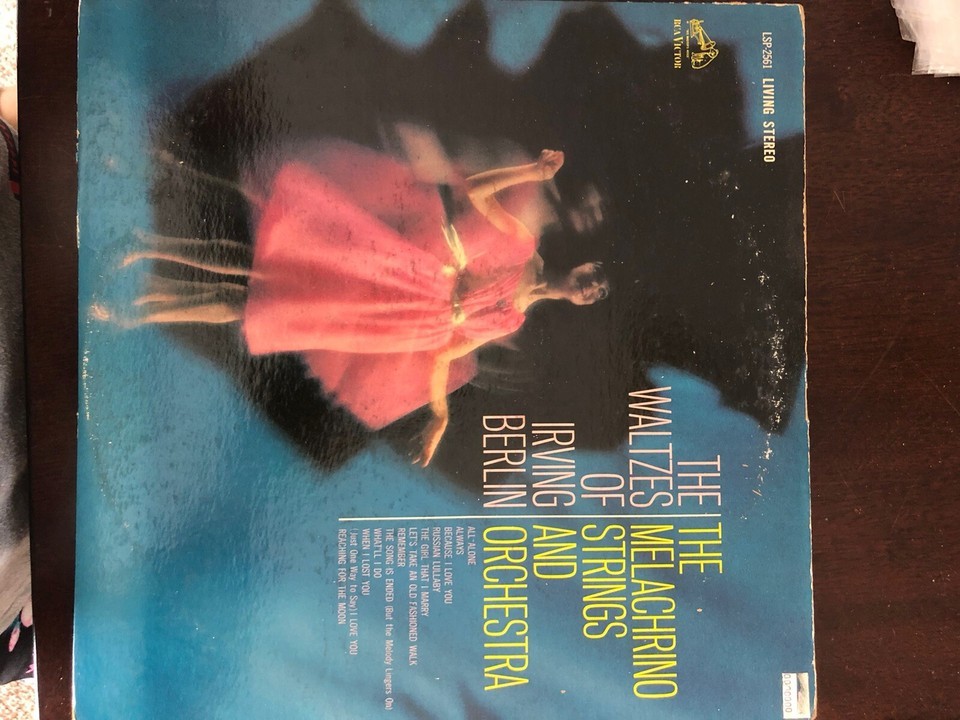 LSP-2561 LIVING STEREO
RCA VICTOR
THE
WALTZES
OF
IRVING
BERLIN
THE
MELACHRINO
STRINGS
AND
ORCHESTRA
ALL ALONE
ALWAYS
BECAUSE I LOVE YOU
RUSSIAN LULLABY
THE GIRL THAT I MARRY
LET'S TAKE AN OLD FASHIONED WALK
REMEMBER
THE SONG IS ENDED (But the Melody Lingers On)
WHAT'LL I DO
WHEN I LOST YOU
(Just One Way to Say) I LOVE YOU
REACHING FOR THE MOON